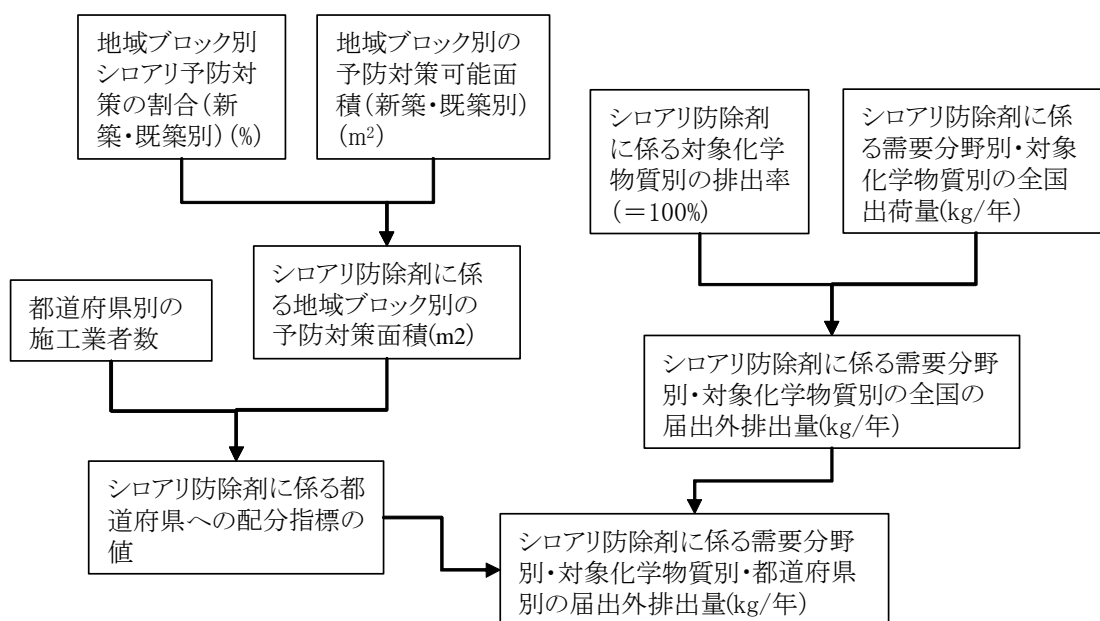 地域ブロック別
シロアリ予防対
策の割合(新
築・既築別)(%)
地域ブロック別の
予防対策可能面
積(新築・既築別)
(m²)
シロアリ防除剤
に係る対象化学
物質別の排出率
(＝100%)
シロアリ防除剤に係
る需要分野別・対象
化学物質別の全国
出荷量(kg/年)
都道府県別の
施工業者数
シロアリ防除剤に係
る地域ブロック別の
予防対策面積(m2)
シロアリ防除剤に係る需要分野
別・対象化学物質別の全国の
届出外排出量(kg/年)
シロアリ防除剤に係る都
道府県への配分指標の
値
シロアリ防除剤に係る需要分野
別・対象化学物質別・都道府県
別の届出外排出量(kg/年)